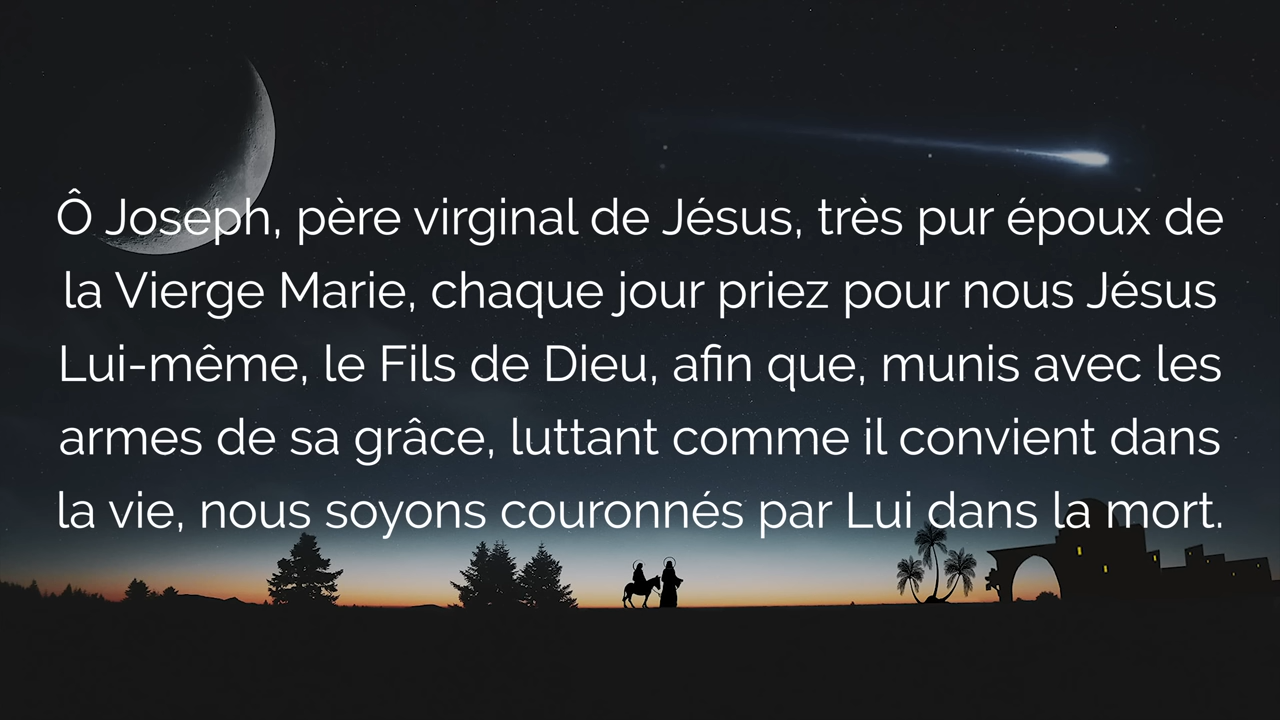 Ô Joseph, père virginal de Jésus, très pur époux de
la Vierge Marie, chaque jour priez pour nous Jésus
Lui-même, le Fils de Dieu, afin que, munis avec les
armes de sa grâce, luttant comme il convient dans
la vie, nous soyons couronnés par Lui dans la mort.